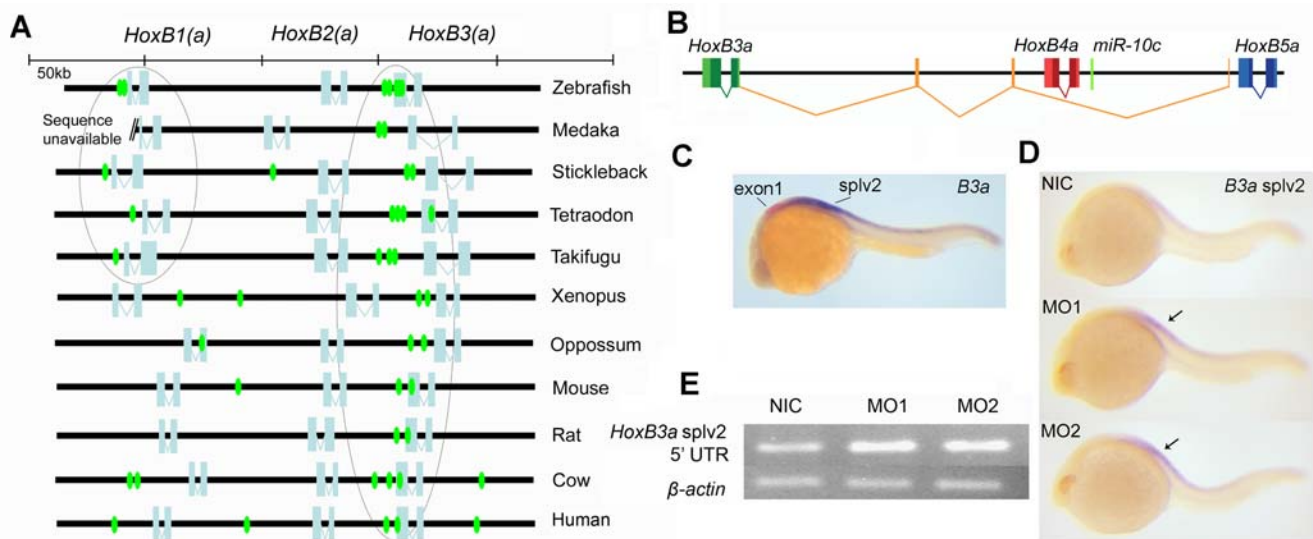 A
HoxB1(a) HoxB2(a) HoxB3(a)
50kb
Zebrafish
Sequence
unavailable
Medaka
Stickleback
Tetraodon
Takifugu
Xenopus
Oppossum
Mouse
Rat
Cow
Human
B
HoxB3a HoxB4a miR-10c HoxB5a
C
exon1 splv2 B3a
D
NIC B3a splv2
MO1
MO2
E
NIC MO1 MO2
HoxB3a splv2
5' UTR
β-actin